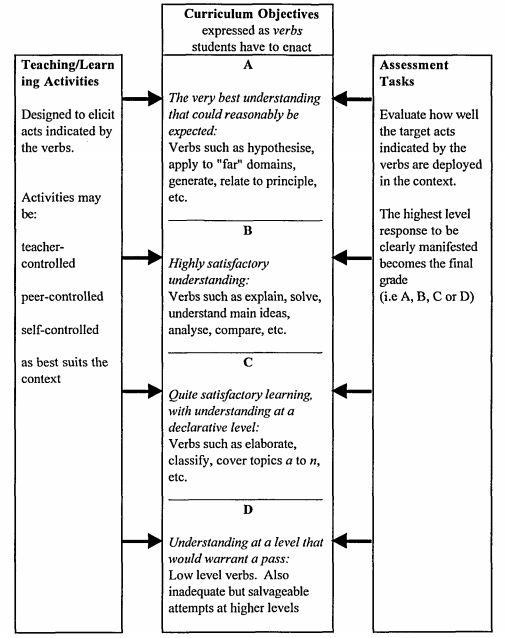 Curriculum Objectives
expressed as verbs
students have to enact
Teaching/Learn
ing Activities
Designed to elicit
acts indicated by
the verbs.
Activities may
be:
teacher-
controlled
peer-controlled
self-controlled
as best suits the
context
A
The very best understanding
that could reasonably be
expected:
Verbs such as hypothesise,
apply to "far" domains,
generate, relate to principle,
etc.
B
Highly satisfactory
understanding:
Verbs such as explain, solve,
understand main ideas,
analyse, compare, etc.
C
Quite satisfactory learning,
with understanding at a
declarative level:
Verbs such as elaborate,
classify, cover topics a to n,
etc.
D
Understanding at a level that
would warrant a pass:
Low level verbs. Also
inadequate but salvageable
attempts at higher levels
Assessment
Tasks
Evaluate how well
the target acts
indicated by the
verbs are deployed
in the context.
The highest level
response to be
clearly manifested
becomes the final
grade
(i.e A, B, C or D)